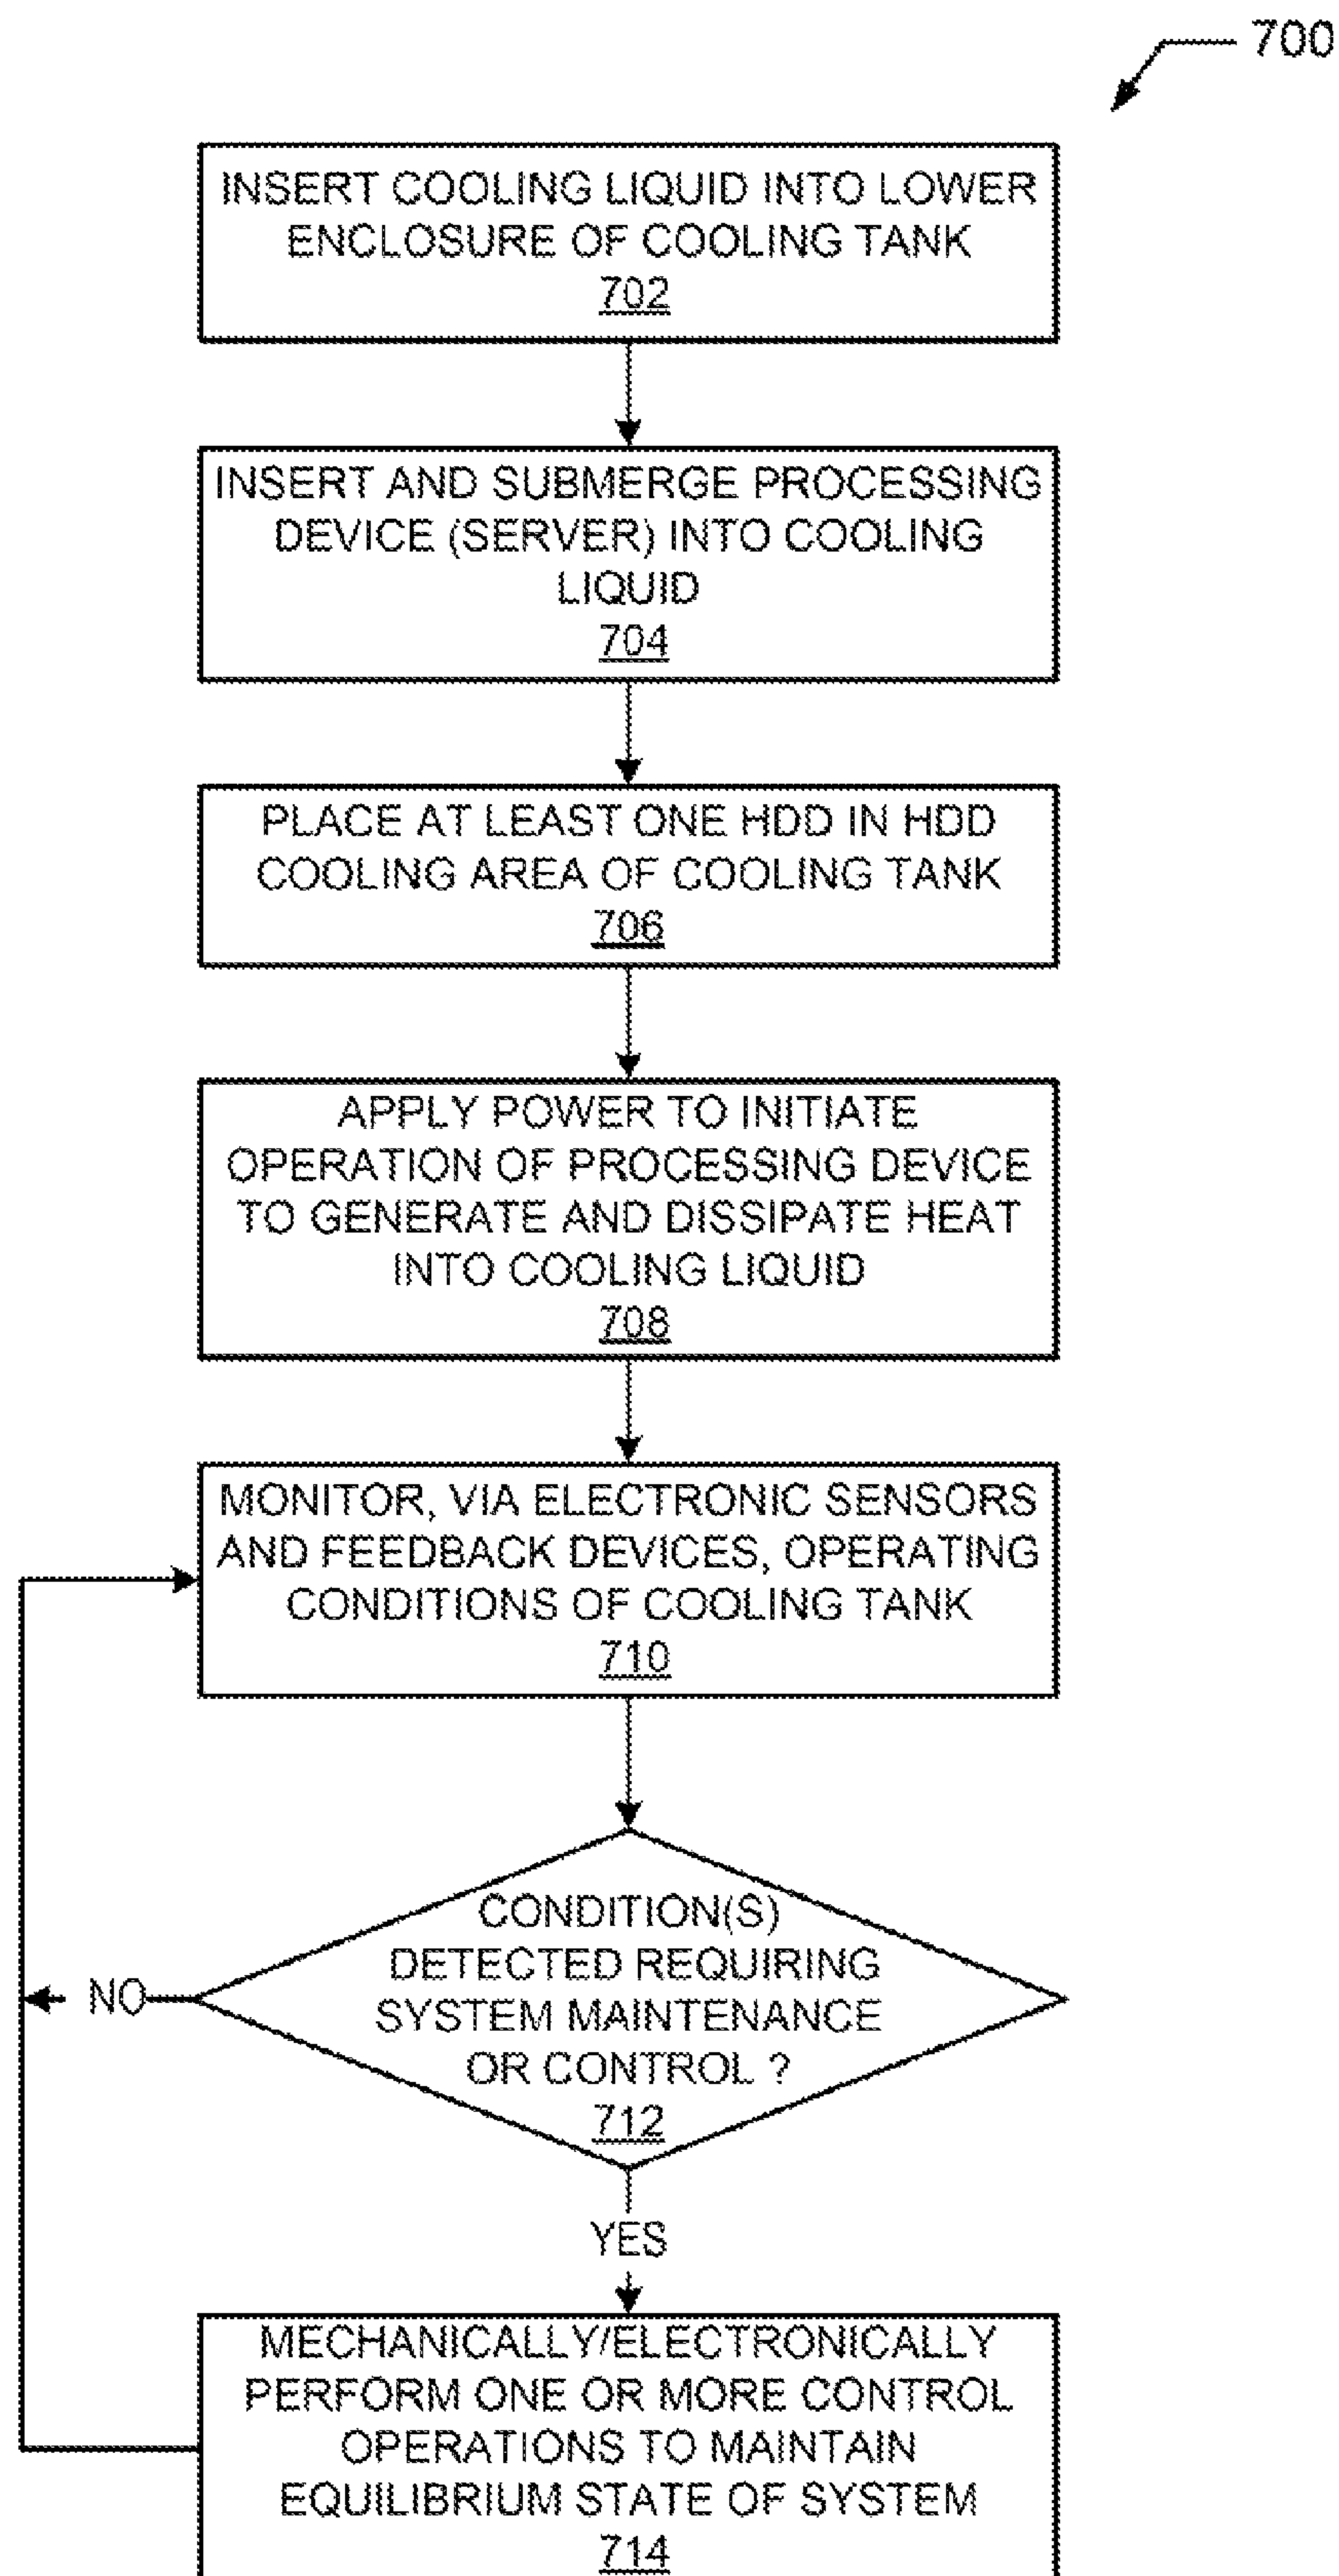 700
INSERT COOLING LIQUID INTO LOWER
ENCLOSURE OF COOLING TANK
702
INSERT AND SUBMERGE PROCESSING
DEVICE (SERVER) INTO COOLING
LIQUID
704
PLACE AT LEAST ONE HDD IN HDD
COOLING AREA OF COOLING TANK
706
APPLY POWER TO INITIATE
OPERATION OF PROCESSING DEVICE
TO GENERATE AND DISSIPATE HEAT
INTO COOLING LIQUID
708
MONITOR, VIA ELECTRONIC SENSORS
AND FEEDBACK DEVICES, OPERATING
CONDITIONS OF COOLING TANK
710
CONDITION(S)
DETECTED REQUIRING
SYSTEM MAINTENANCE
OR CONTROL ?
712
NO
YES
MECHANICALLY/ELECTRONICALLY
PERFORM ONE OR MORE CONTROL
OPERATIONS TO MAINTAIN
EQUILIBRIUM STATE OF SYSTEM
714